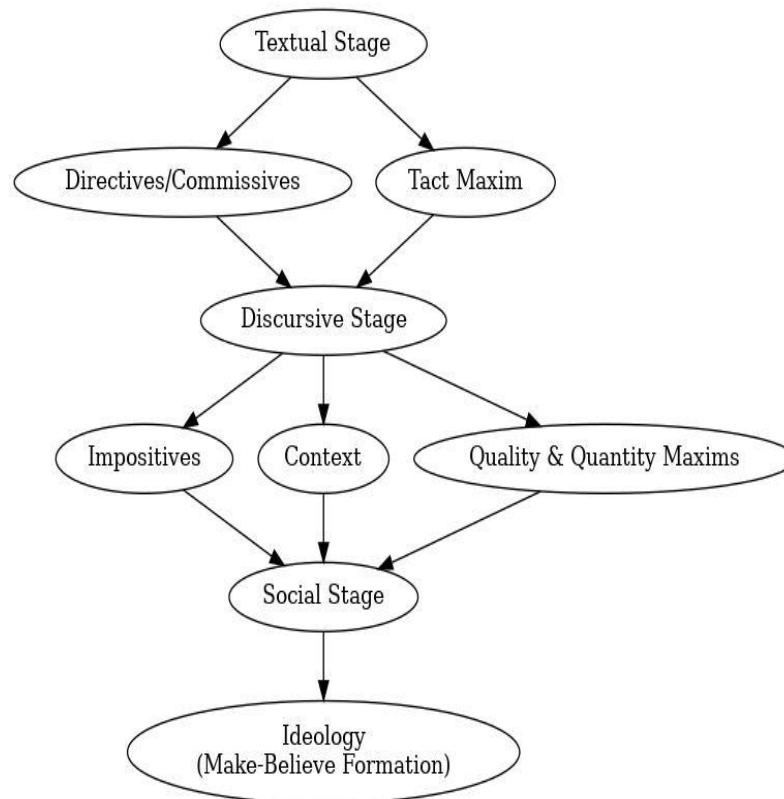 Textual Stage
Directives/Commissives
Tact Maxim
Discursive Stage
Impositives
Context
Quality & Quantity Maxims
Social Stage
Ideology
(Make-Believe Formation)